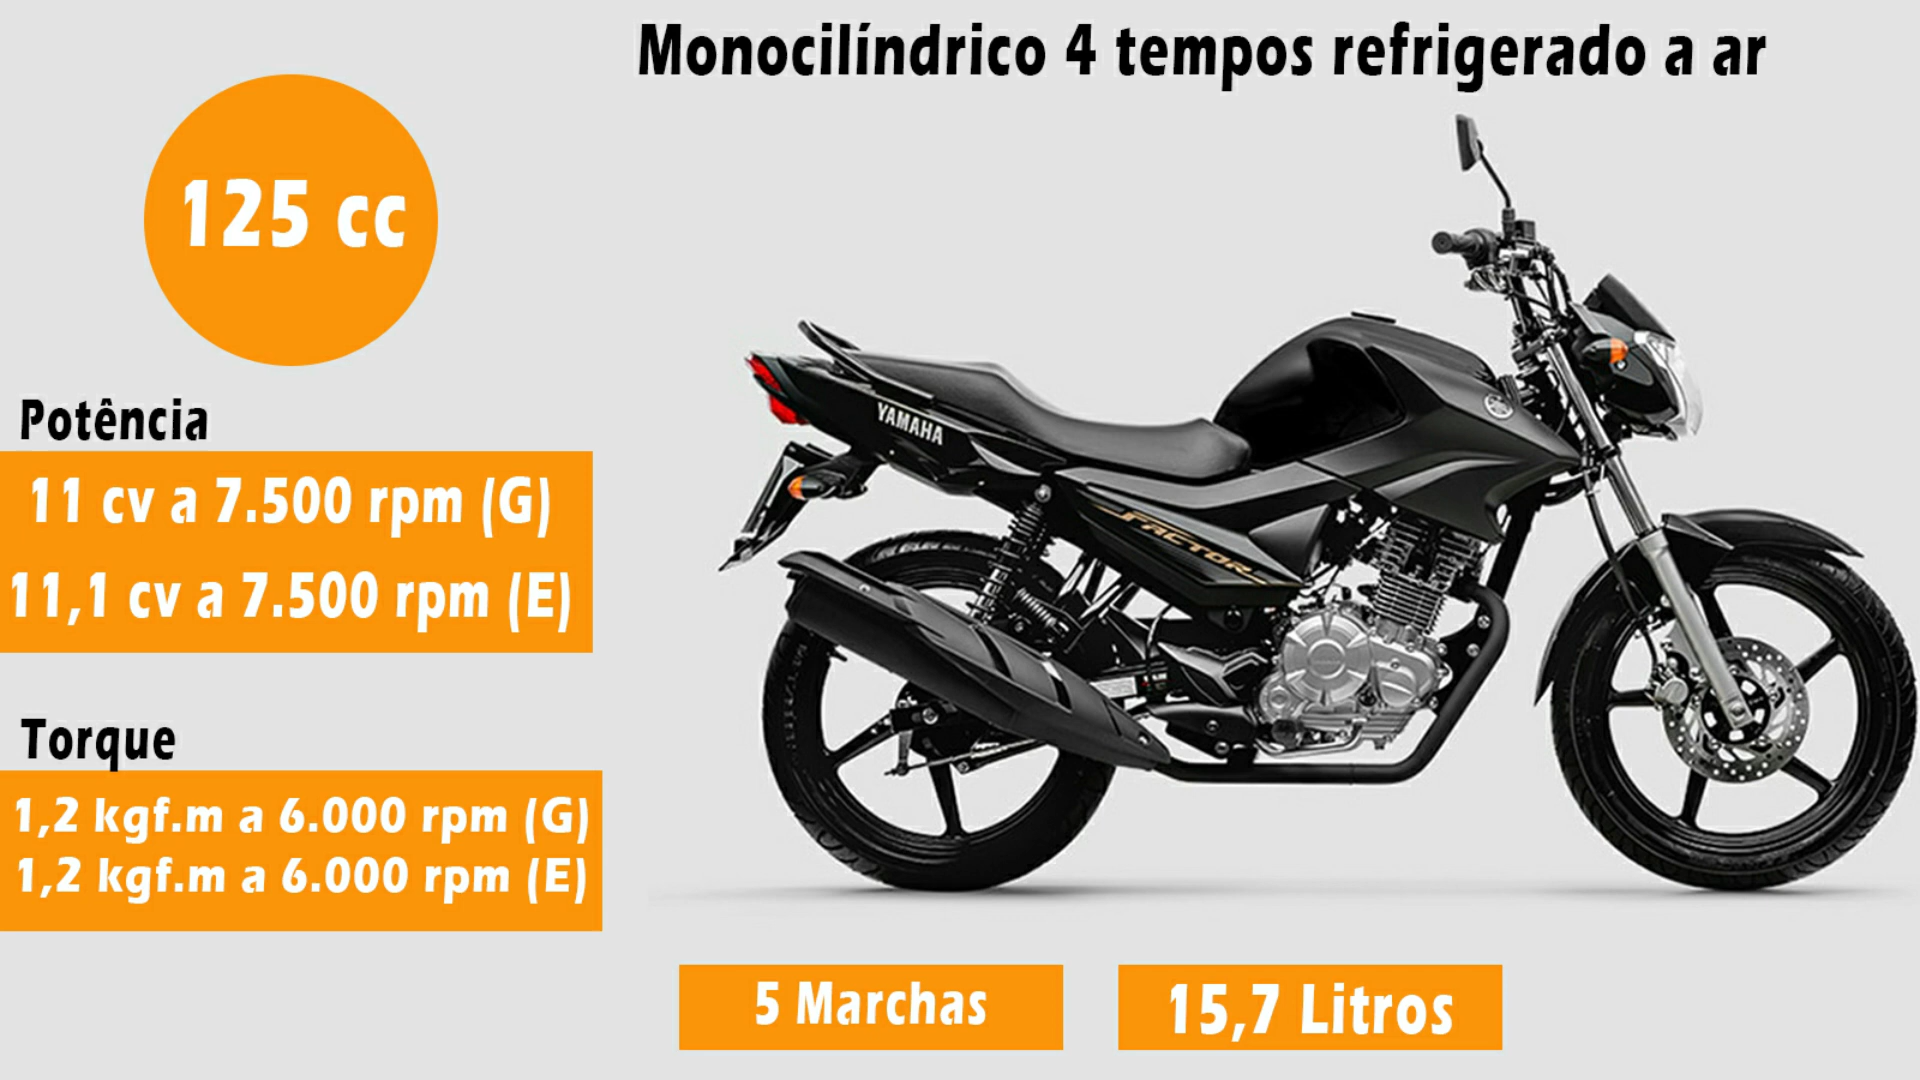 Monocilíndrico 4 tempos refrigerado a ar
125 cc
Potência
11 cv a 7.500 rpm (G)
11,1 cv a 7.500 rpm (E)
Torque
1,2 kgf.m a 6.000 rpm (G)
1,2 kgf.m a 6.000 rpm (E)
YAMAHA
FACTOR
5 Marchas
15,7 Litros